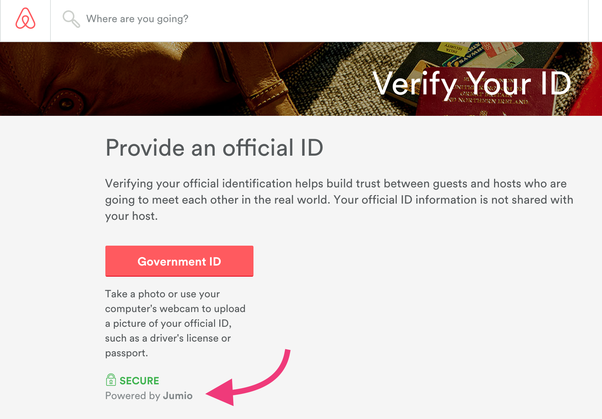 Where are you going?
Verify Your ID
Provide an official ID
Verifying your official identification helps build trust between guests and hosts who are
going to meet each other in the real world. Your official ID information is not shared with
your host.
Government ID
Take a photo or use your
computer's webcam to upload
a picture of your official ID,
such as a driver's license or
passport.
SECURE
Powered by Jumio